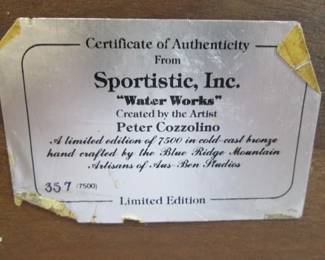 Certificate of Authenticity
From
Sportistic, Inc.
"Water Works"
Created by the Artist
Peter Cozzolino
A limited edition of 7500 in cold-cast bronze
hand crafted by the Blue Ridge Mountain
Artisans of Aus-Ben Studios
357 (7500)
Limited Edition